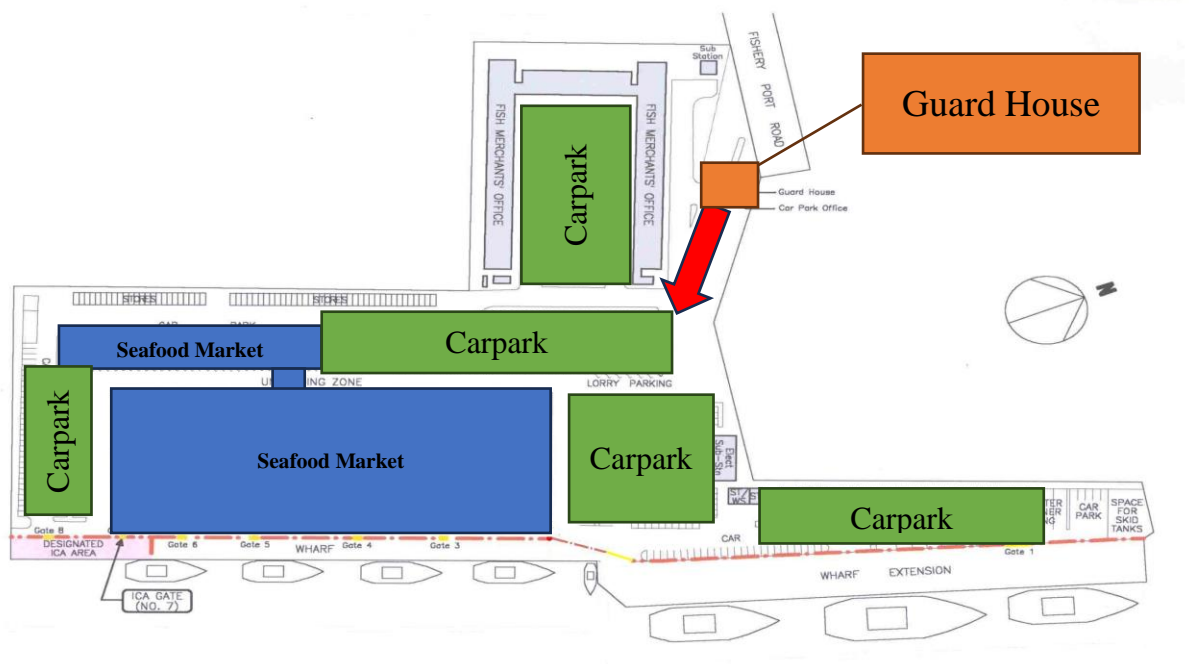 Sub
Station
FISHERY PORT ROAD
Guard House
FISH MERCHANTS' OFFICE
Carpark
FISH MERCHANTS' OFFICE
Guard House
Car Park Office
N
STORES
STORES
Carpark
Seafood Market
ZONE
LORRY PARKING
Carpark
Seafood Market
Carpark
Elect
Sub-Stn
Carpark
CAR
PARK
SPACE
FOR
SKID
TANKS
CAR
Gate 8
DESIGNATED
ICA AREA
Gate 6
Gate 5
WHARF
Gate 4
Gate 3
Gate 1
WHARF EXTENSION
ICA GATE
(NO. 7)